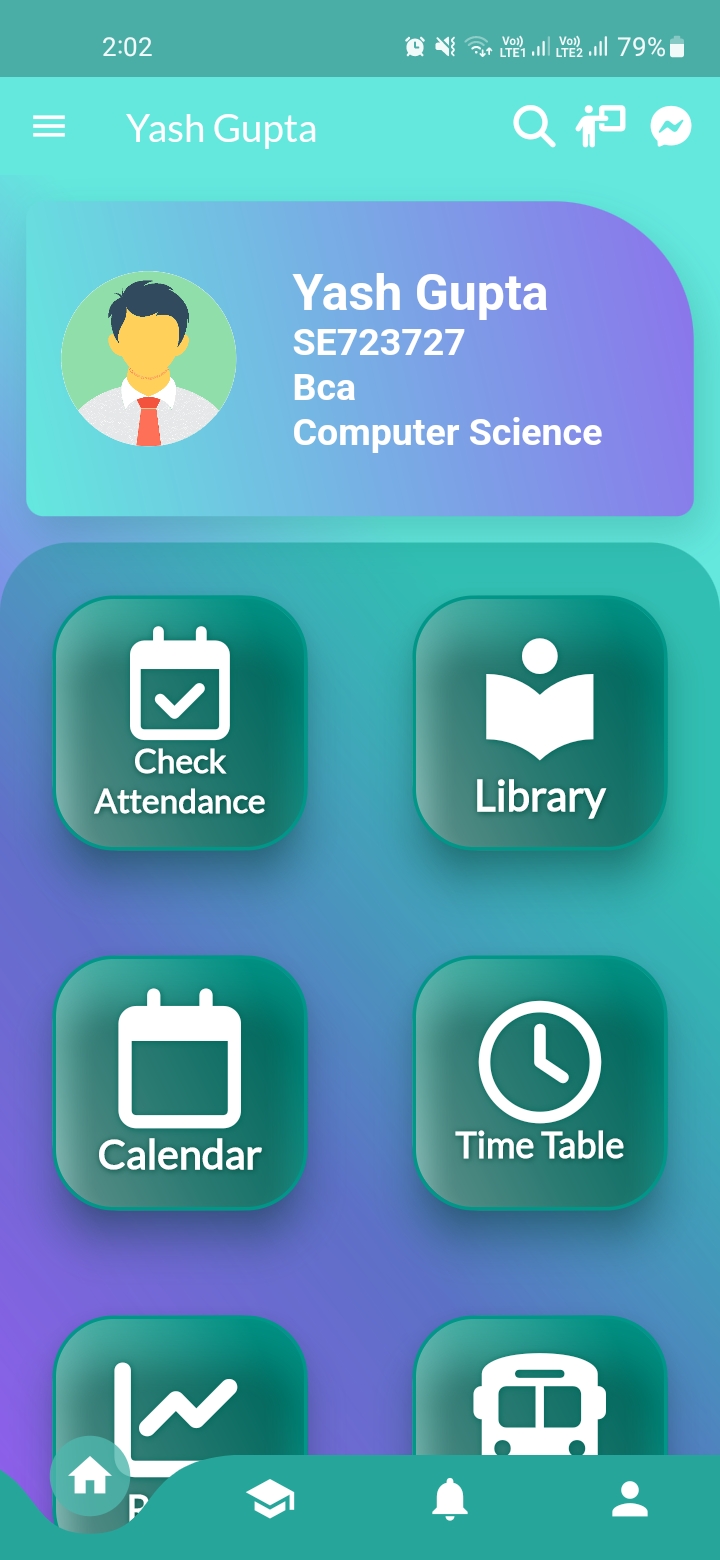 2:02
Vo)) LTE1 Vo)) LTE2 79%
Yash Gupta
Yash Gupta
SE723727
Bca
Computer Science
Check
Attendance
Library
Calendar
Time Table